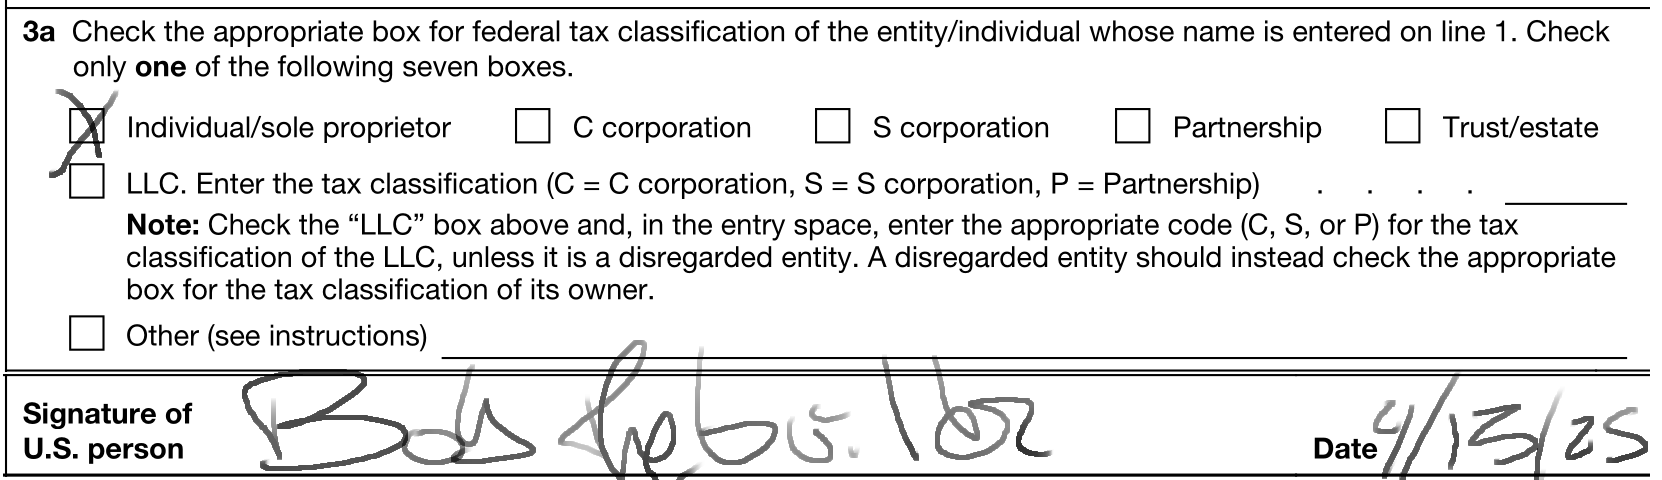 3a Check the appropriate box for federal tax classification of the entity/individual whose name is entered on line 1. Check
only one of the following seven boxes.
Individual/sole proprietor C corporation S corporation Partnership Trust/estate
LLC. Enter the tax classification (C = C corporation, S = S corporation, P = Partnership) . . . .
Note: Check the “LLC” box above and, in the entry space, enter the appropriate code (C, S, or P) for the tax
classification of the LLC, unless it is a disregarded entity. A disregarded entity should instead check the appropriate
box for the tax classification of its owner.
Other (see instructions)
Signature of
U.S. person
Bob
Date 4/13/25